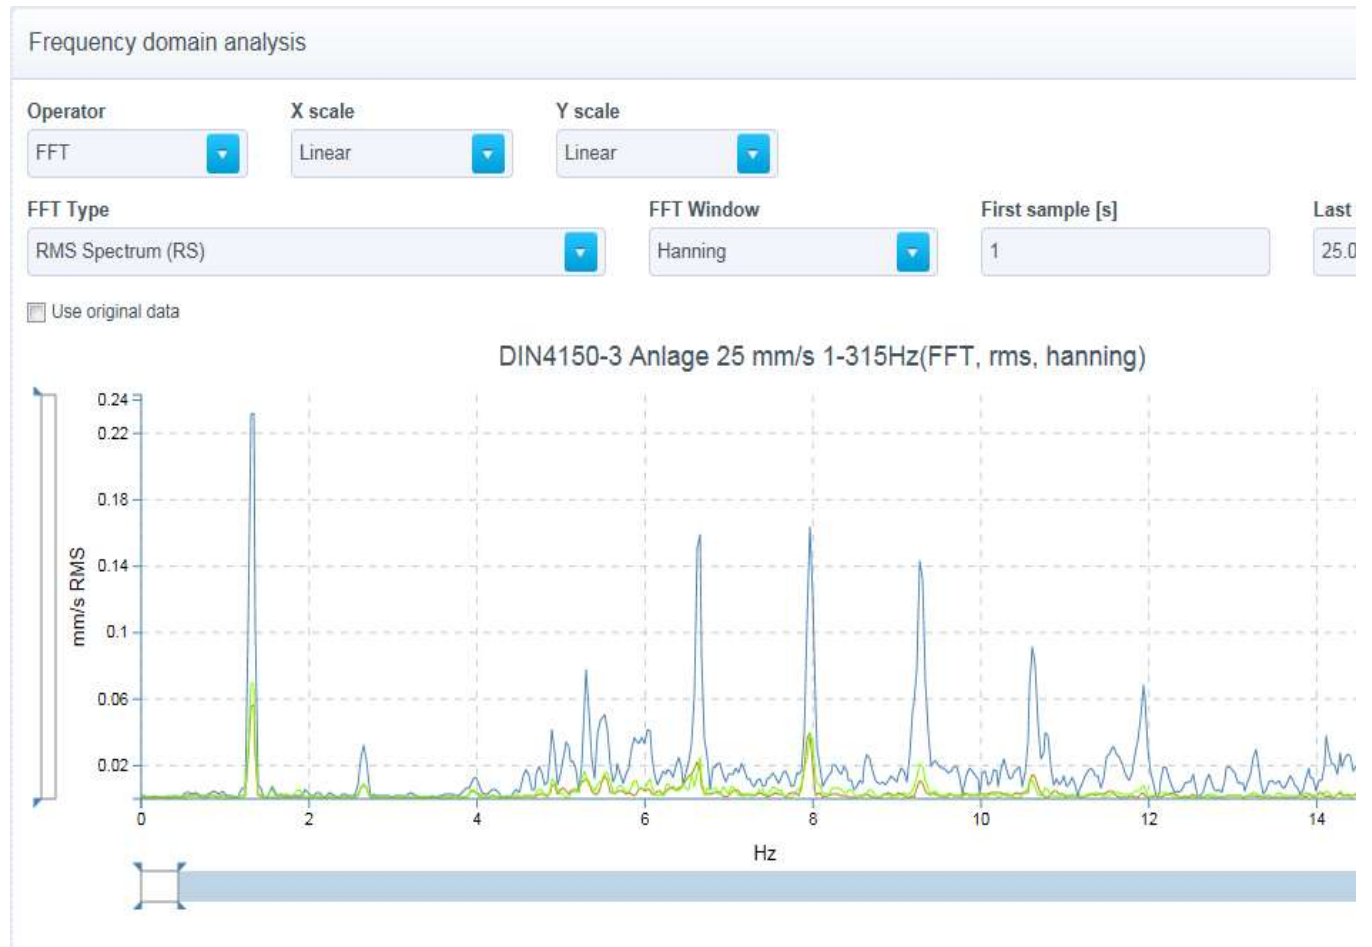 Frequency domain analysis
Operator X scale Y scale
FFT Linear Linear
FFT Type FFT Window First sample [s] Last
RMS Spectrum (RS) Hanning 1 25.0
Use original data
DIN4150-3 Anlage 25 mm/s 1-315Hz(FFT, rms, hanning)
0.24
0.22
0.18
0.14
0.1
0.06
0.02
mm/s RMS
0 2 4 6 8 10 12 14
Hz